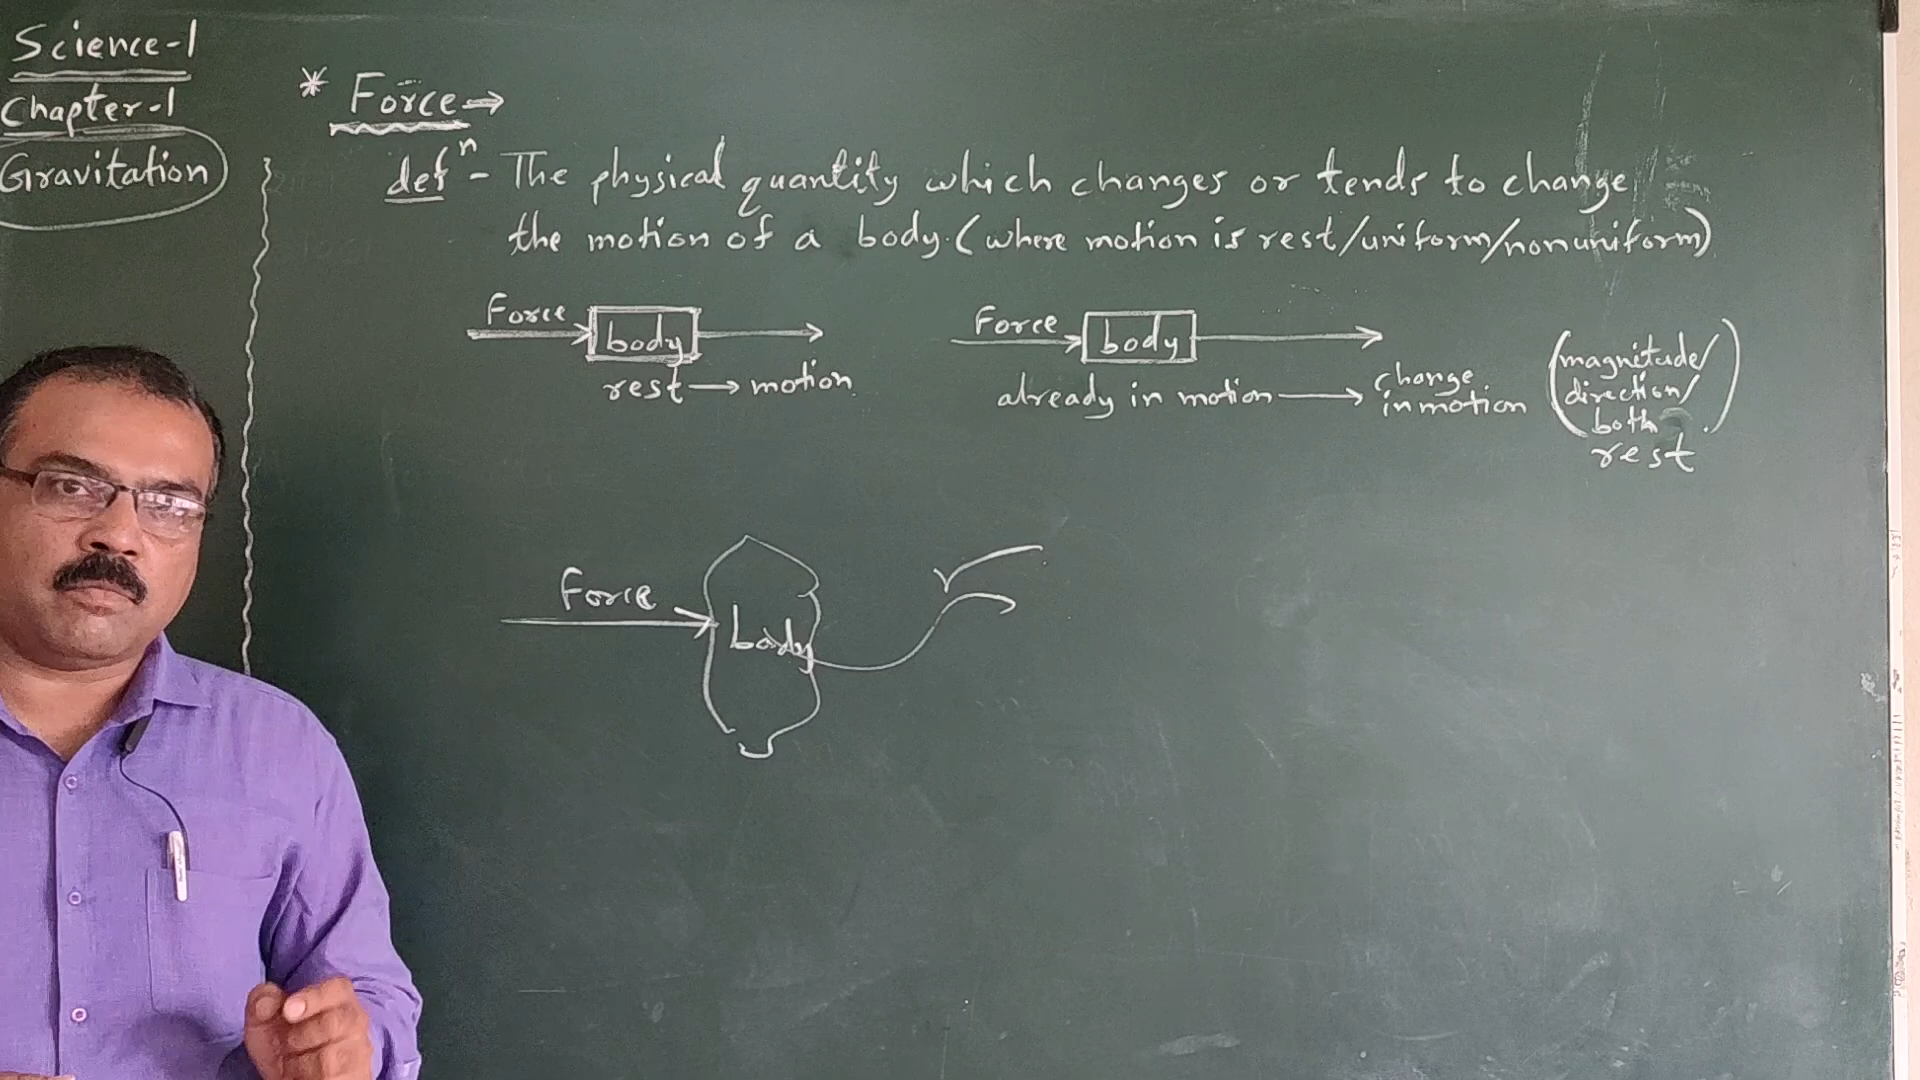 Science-1
Chapter-1
Gravitation
* Force→
defⁿ - The physical quantity which changes or tends to change
the motion of a body. (where motion is rest/uniform/nonuniform)
Force body
rest → motion
Force body
already in motion → change in motion
(magnitude/
direction/
both.)
rest
Force body